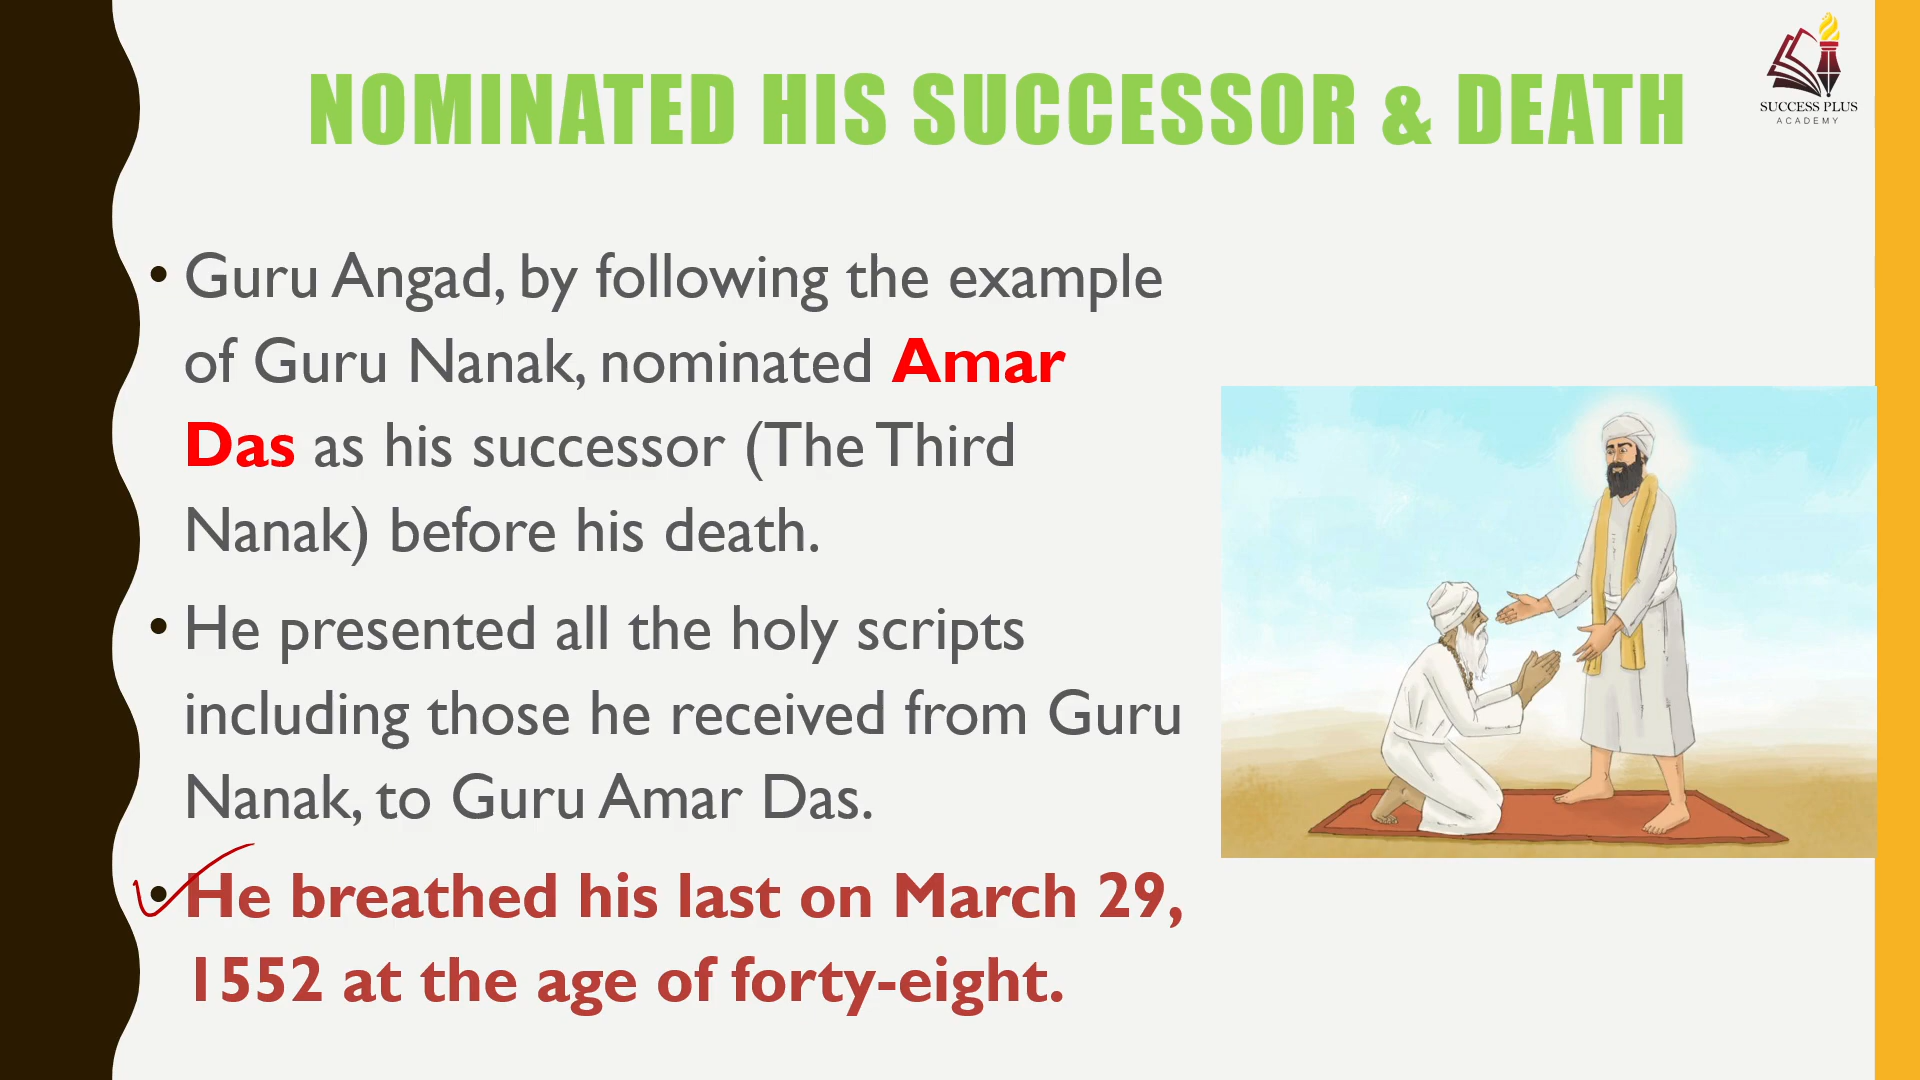 NOMINATED HIS SUCCESSOR & DEATH
SUCCESS PLUS
ACADEMY
• Guru Angad, by following the example
of Guru Nanak, nominated Amar
Das as his successor (The Third
Nanak) before his death.
• He presented all the holy scripts
including those he received from Guru
Nanak, to Guru Amar Das.
• He breathed his last on March 29,
1552 at the age of forty-eight.